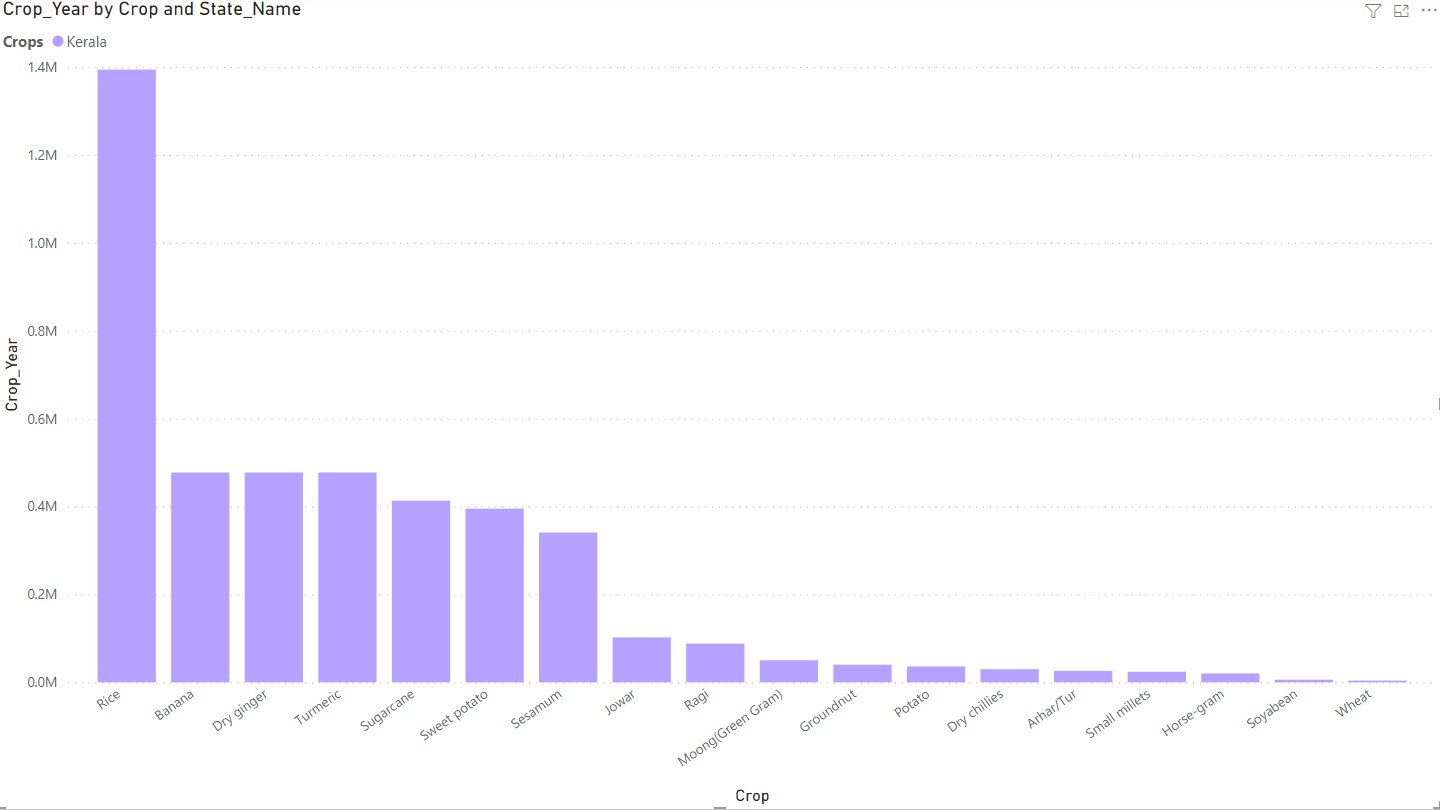 Crop_Year by Crop and State_Name
Crops Kerala
1.4M
1.2M
1.0M
0.8M
0.6M
0.4M
0.2M
0.0M
Crop_Year
Rice
Banana
Dry ginger
Turmeric
Sugarcane
Sweet potato
Sesamum
Jowar
Ragi
Moong(Green Gram)
Groundnut
Potato
Dry chillies
Arhar/Tur
Small millets
Horse-gram
Soyabean
Wheat
Crop